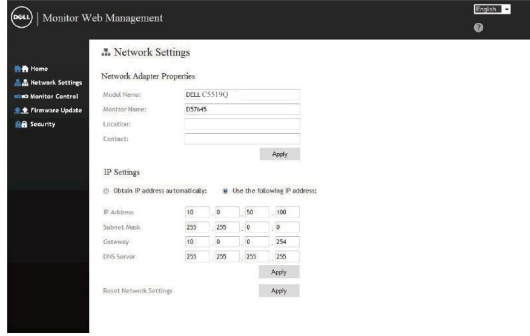 DELL | Monitor Web Management
English
?
Home
Network Settings
Monitor Control
Firmware Update
Security
Network Settings
Network Adapter Properties
Model Name: DELL C5519Q
Monitor Name: D57645
Location:
Contact:
Apply
IP Settings
Obtain IP address automatically: Use the following IP address:
IP Address 10 . 0 . 50 . 100
Subnet Mask 255 . 255 . 0 . 0
Gateway 10 . 0 . 0 . 254
DNS Server 255 . 255 . 255 . 255
Apply
Reset Network Settings Apply